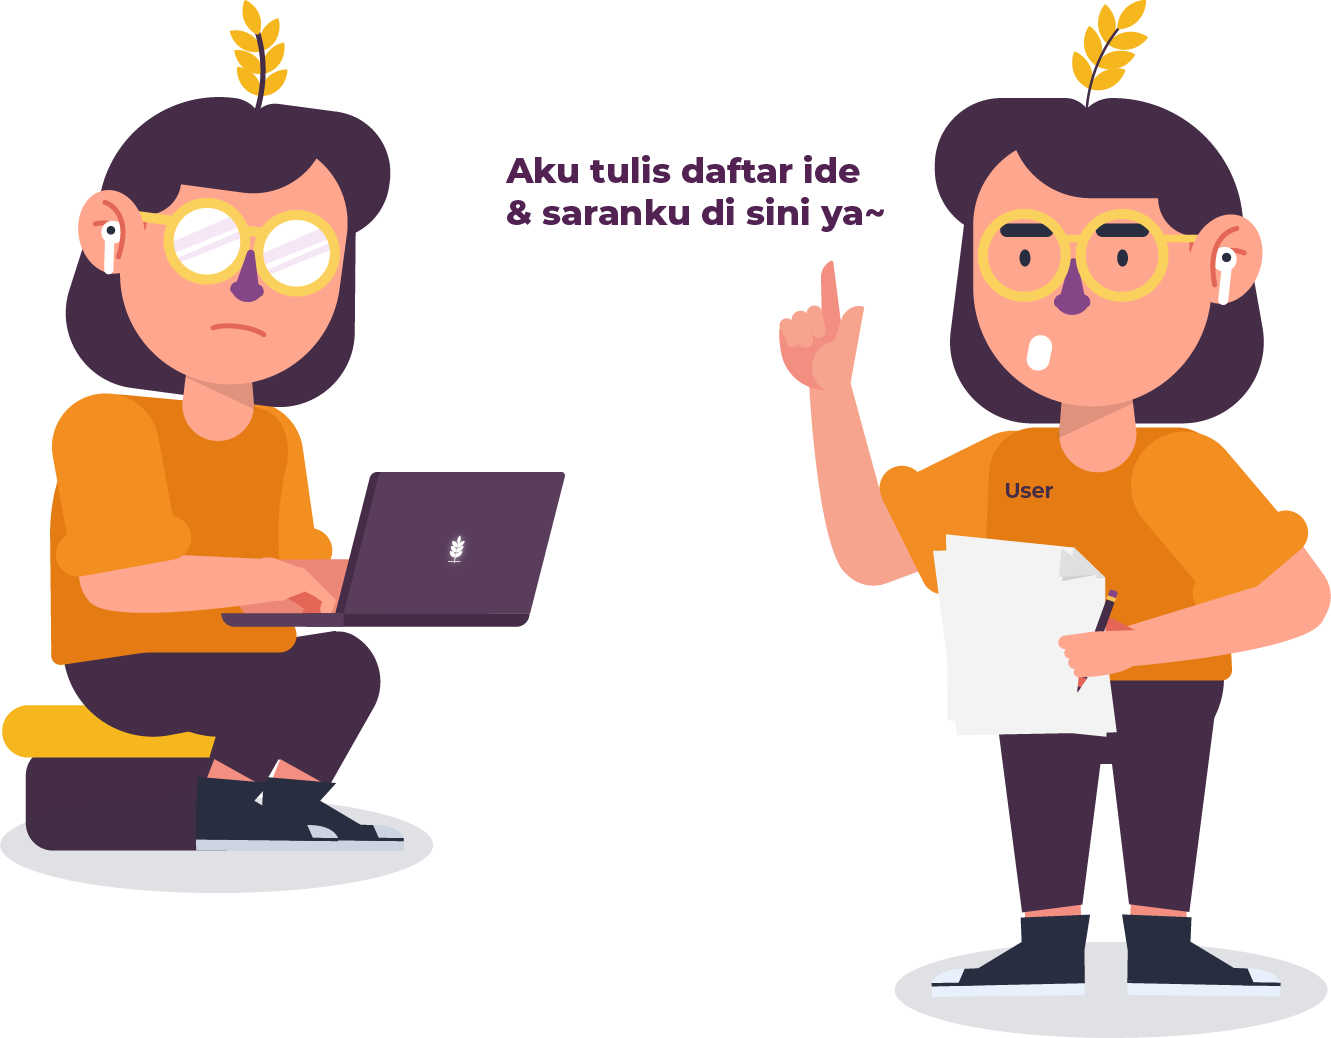 Aku tulis daftar ide
& saranku di sini ya~
User